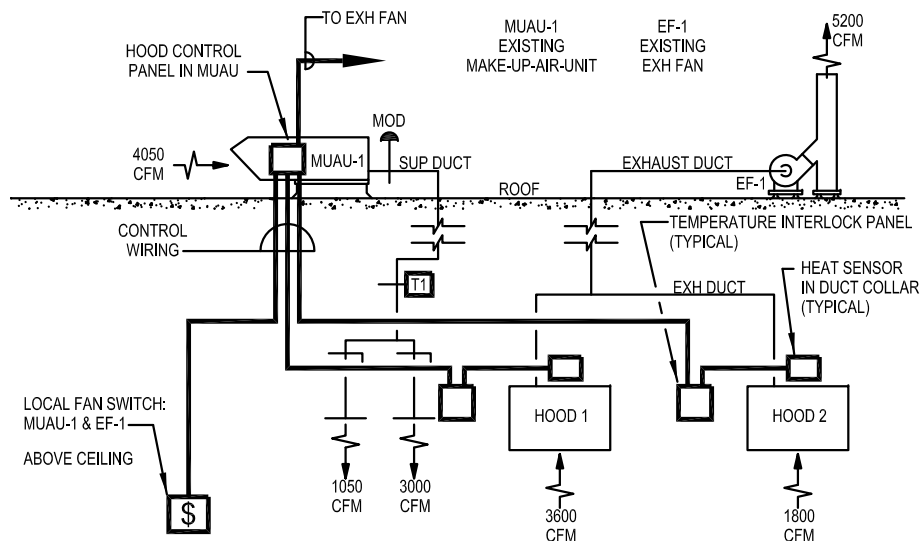 TO EXH FAN
HOOD CONTROL
PANEL IN MUAU
MUAU-1
EXISTING
MAKE-UP-AIR-UNIT
EF-1
EXISTING
EXH FAN
5200
CFM
MOD
4050
CFM
MUAU-1
SUP DUCT
EXHAUST DUCT
EF-1
ROOF
CONTROL
WIRING
TEMPERATURE INTERLOCK PANEL
(TYPICAL)
T1
EXH DUCT
HEAT SENSOR
IN DUCT COLLAR
(TYPICAL)
LOCAL FAN SWITCH:
MUAU-1 & EF-1
ABOVE CEILING
HOOD 1
HOOD 2
$
1050
CFM
3000
CFM
3600
CFM
1800
CFM